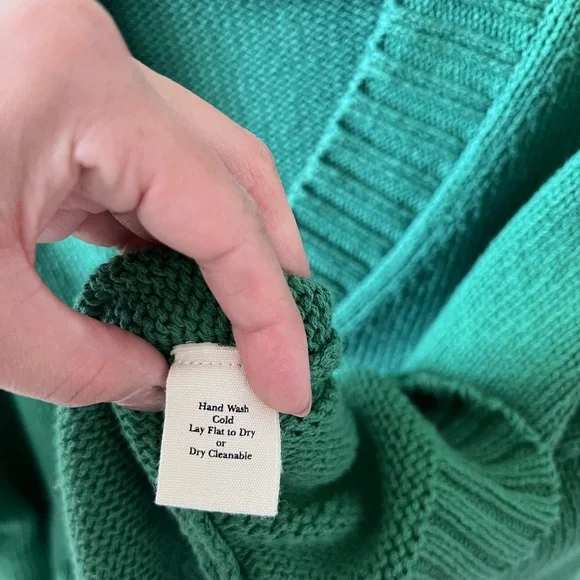 Hand Wash
Cold
Lay Flat to Dry
or
Dry Cleanable